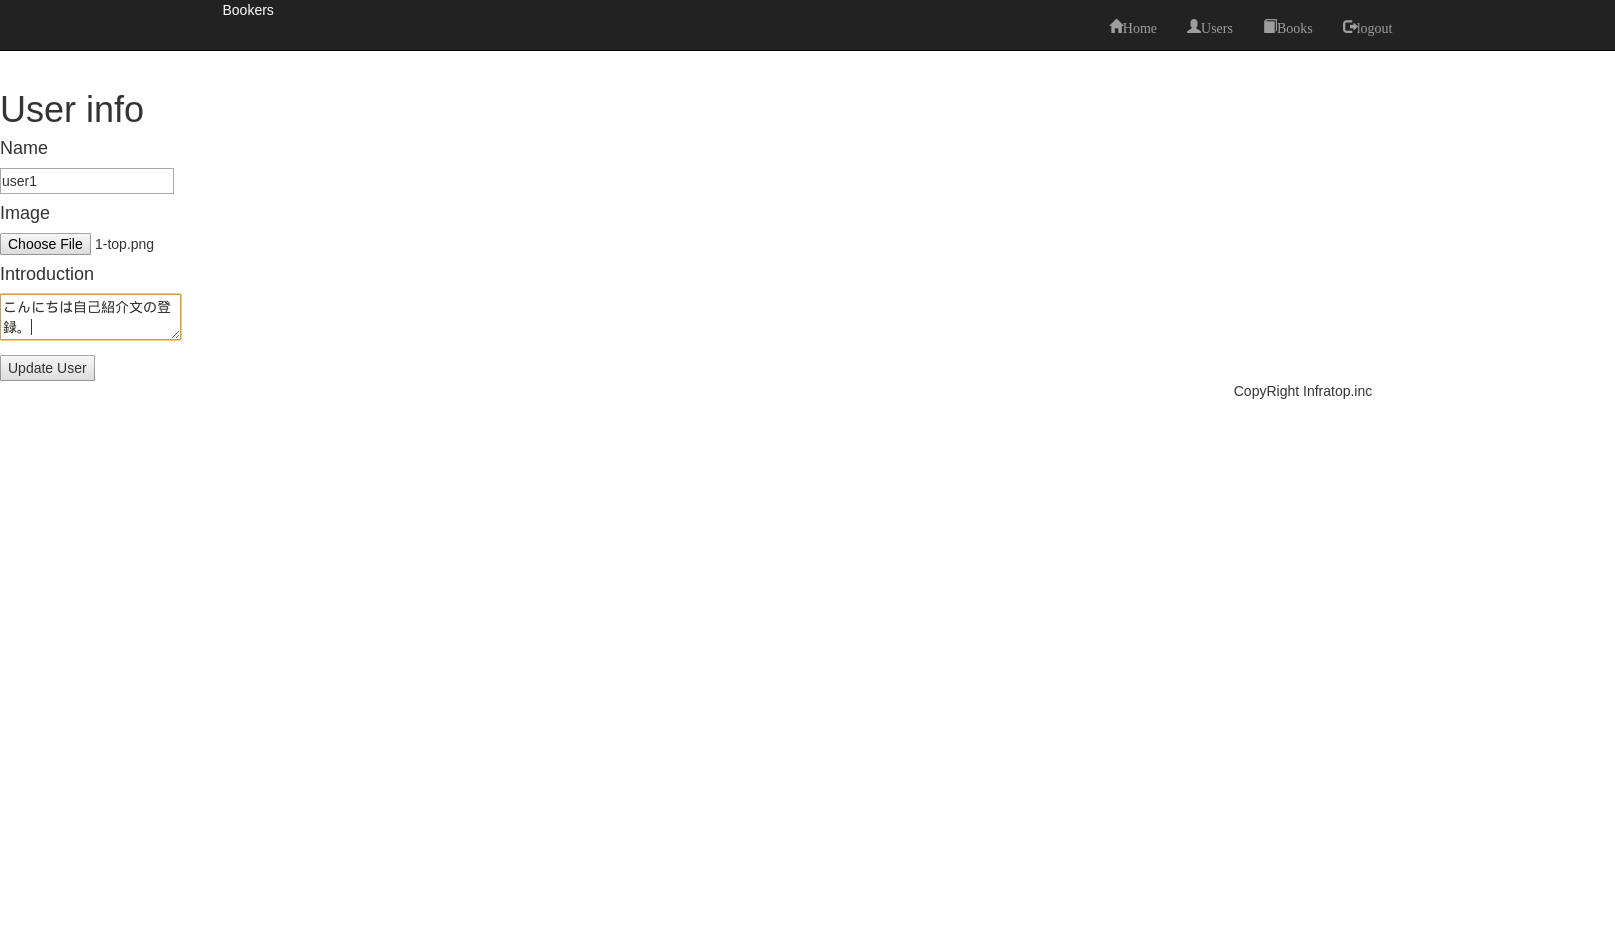 Bookers
Home Users Books logout
User info
Name
user1
Image
Choose File 1-top.png
Introduction
こんにちは自己紹介文の登
録。
Update User
CopyRight Infratop.inc